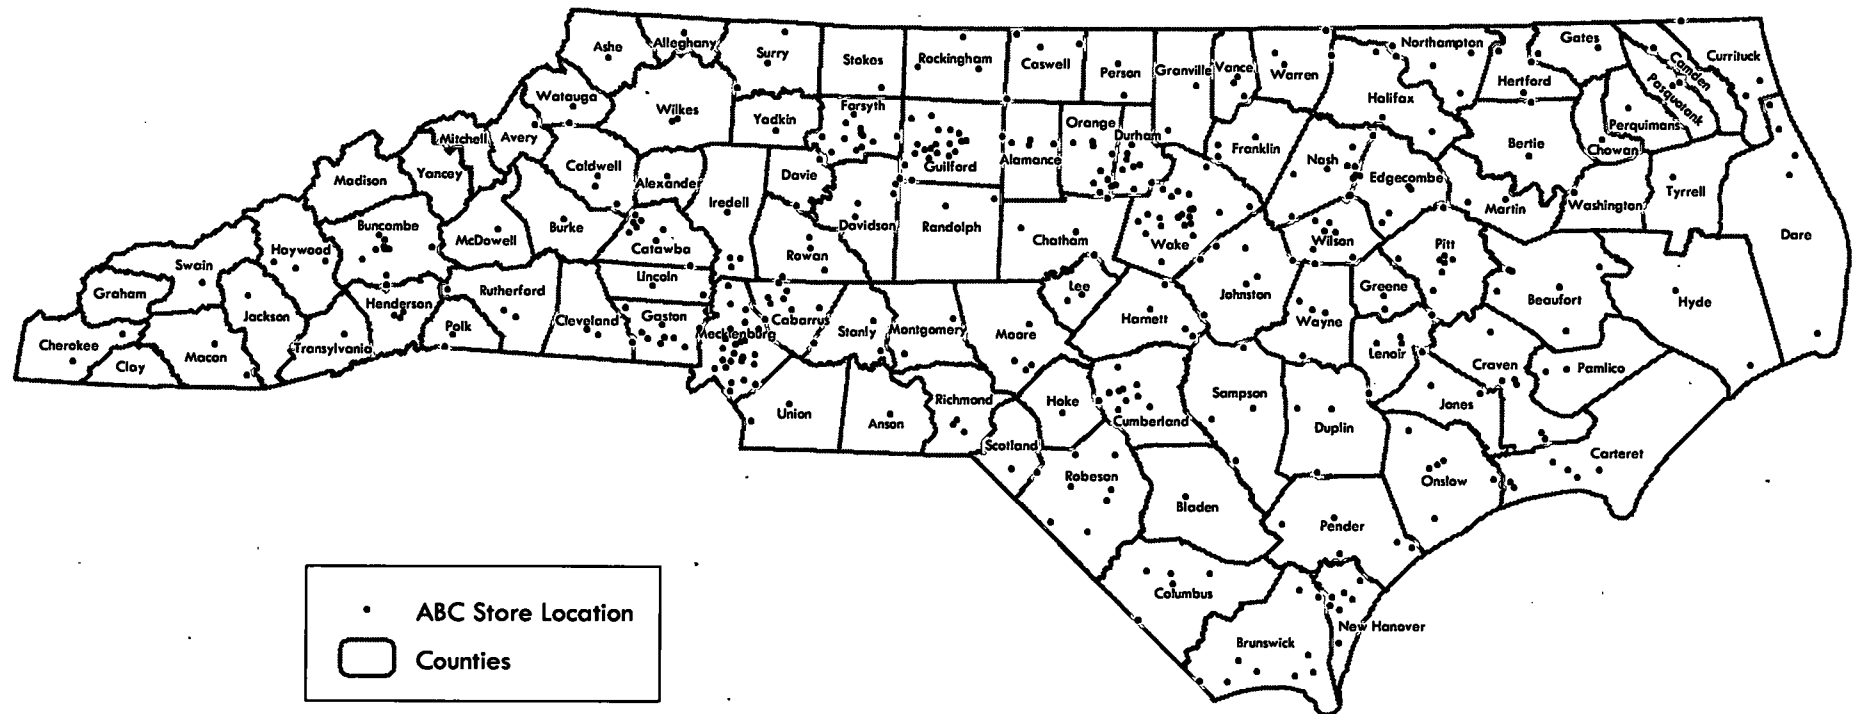 Ashe
Alleghany
Surry
Stokes
Rockingham
Caswell
Person
Granville
Vance
Warren
Northampton
Gates
Hertford
Camden
Currituck
Pasquotank
Watauga
Wilkes
Yadkin
Forsyth
Guilford
Alamance
Orange
Durham
Franklin
Halifax
Nash
Edgecombe
Bertie
Perquimans
Chowan
Mitchell
Avery
Caldwell
Alexander
Iredell
Davie
Davidson
Randolph
Chatham
Wake
Wilson
Pitt
Martin
Washington
Tyrrell
Dare
Madison
Yancey
Buncombe
McDowell
Burke
Catawba
Rowan
Swain
Haywood
Graham
Jackson
Henderson
Rutherford
Polk
Cleveland
Lincoln
Gaston
Mecklenburg
Cabarrus
Stanly
Montgomery
Moore
Lee
Harnett
Johnston
Wayne
Greene
Lenoir
Beaufort
Hyde
Craven
Pamlico
Cherokee
Clay
Macon
Transylvania
Union
Anson
Richmond
Scotland
Hoke
Cumberland
Sampson
Duplin
Jones
Onslow
Carteret
Robeson
Bladen
Pender
Columbus
Brunswick
New Hanover
ABC Store Location
Counties